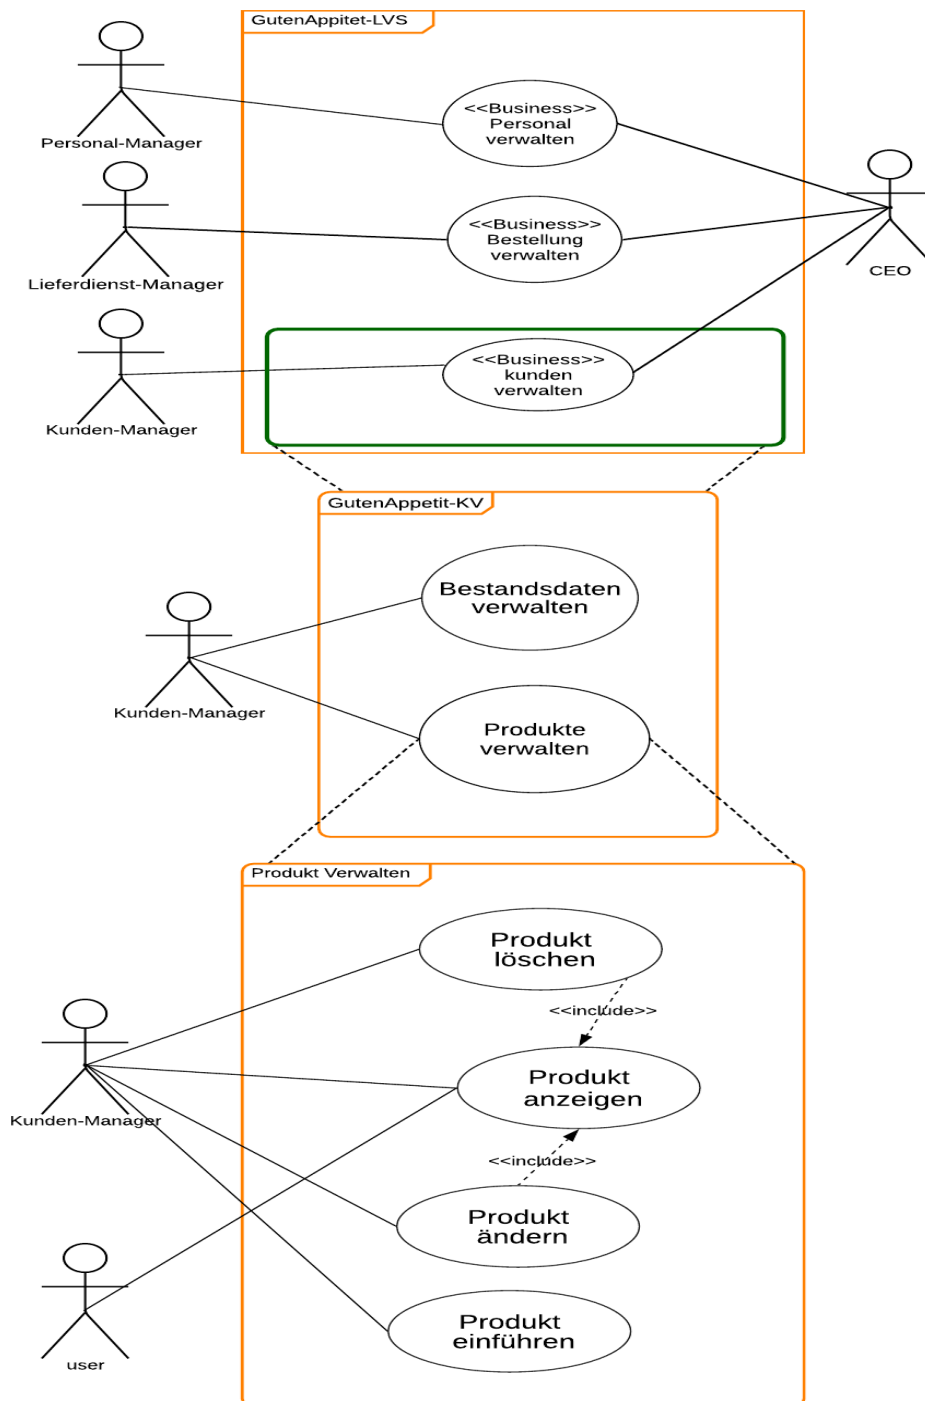 GutenAppitet-LVS
<<Business>>
Personal
verwalten
Personal-Manager
<<Business>>
Bestellung
verwalten
Lieferdienst-Manager
CEO
<<Business>>
kunden
verwalten
Kunden-Manager
GutenAppetit-KV
Bestandsdaten
verwalten
Kunden-Manager
Produkte
verwalten
Produkt Verwalten
Produkt
löschen
<<include>>
Produkt
anzeigen
Kunden-Manager
<<include>>
Produkt
ändern
Produkt
einführen
user